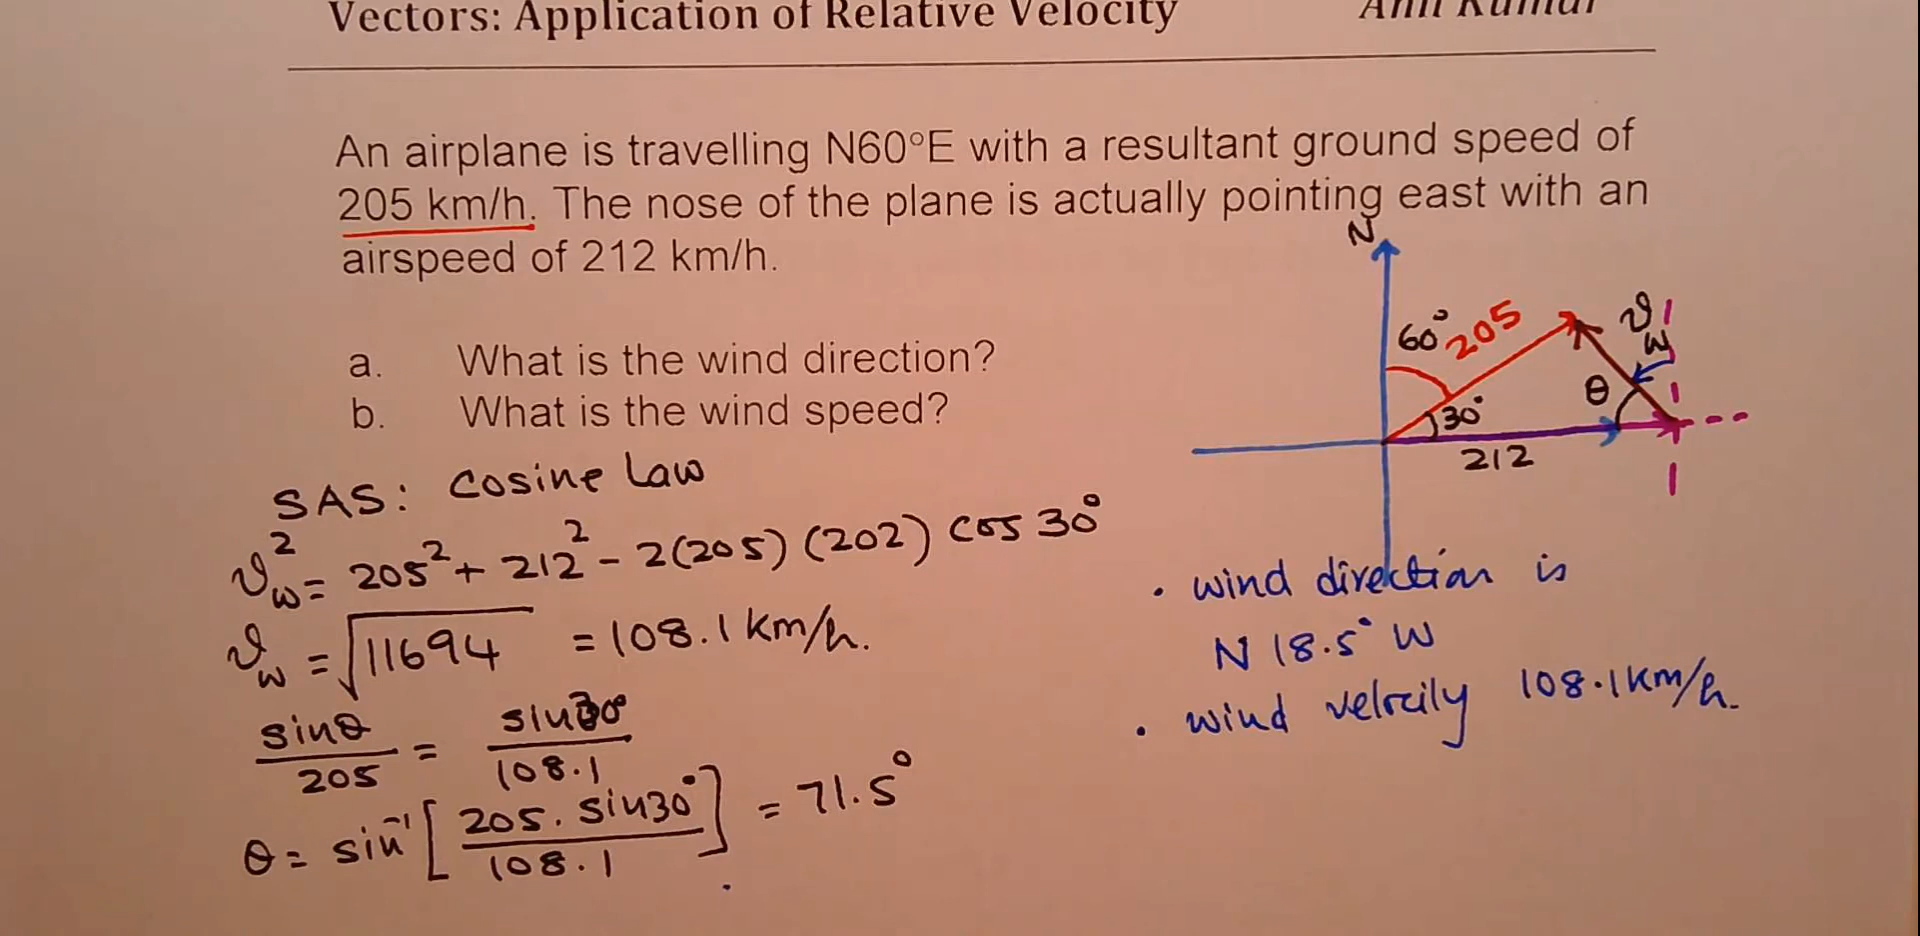 Vectors: Application of Relative Velocity
Anil Kumar
An airplane is travelling N60°E with a resultant ground speed of
205 km/h. The nose of the plane is actually pointing east with an
airspeed of 212 km/h.
a. What is the wind direction?
b. What is the wind speed?
N
60° 205
30°
212
θ
v_w
SAS: Cosine Law
v_w² = 205² + 212² - 2(205)(202) cos 30°
v_w = √11694 = 108.1 km/h.
sinθ/205 = sin30°/108.1
θ = sin⁻¹[205. sin30°/108.1] = 71.5°
. wind direction is
N 18.5° W
. wind velocily 108.1 km/h.